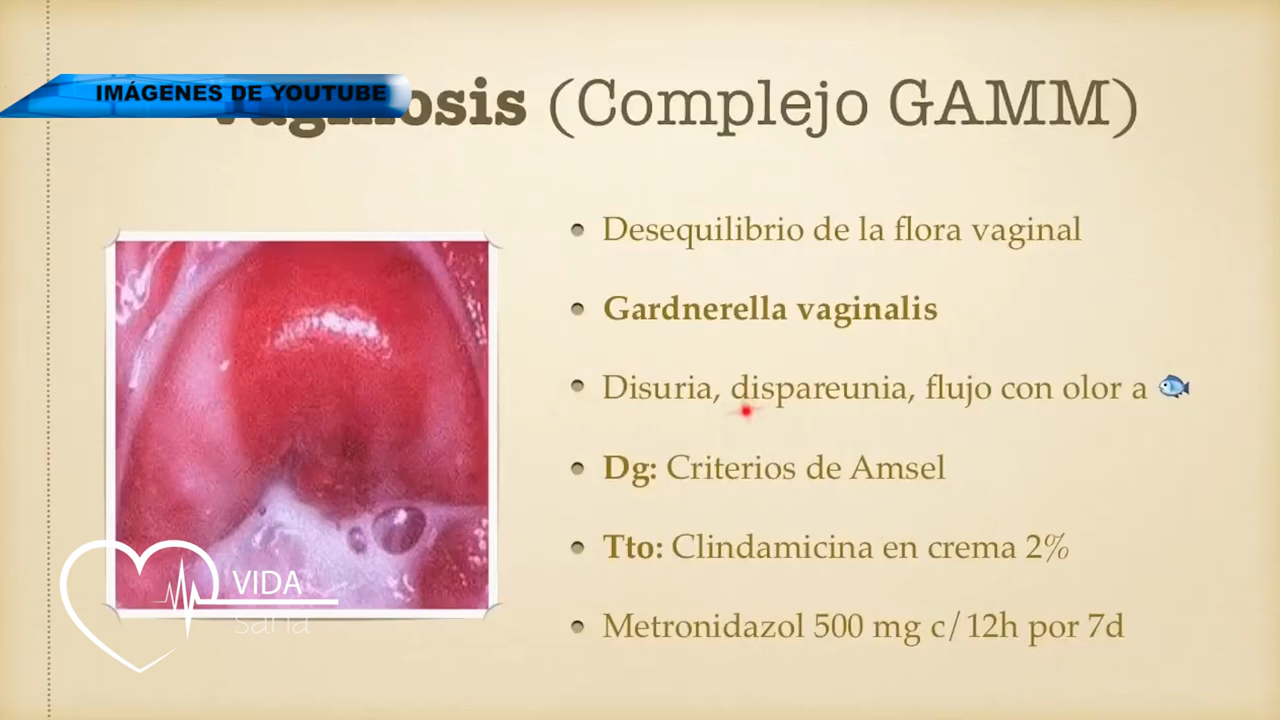 IMÁGENES DE YOUTUBE
(Complejo GAMM)
Desequilibrio de la flora vaginal
Gardnerella vaginalis
Disuria, dispareunia, flujo con olor a
Dg: Criterios de Amsel
Tto: Clindamicina en crema 2%
Metronidazol 500 mg c/12h por 7d
VIDA
sana